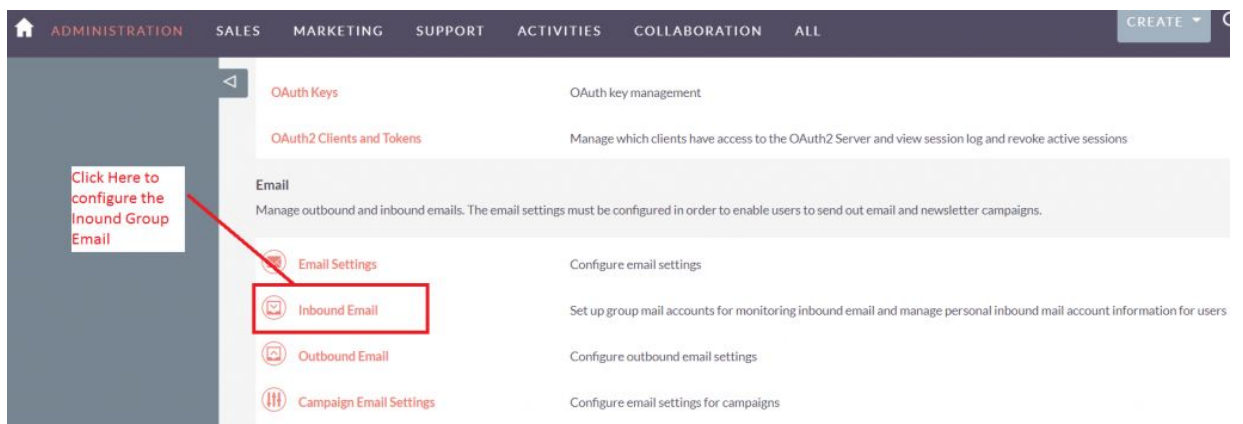 ADMINISTRATION SALES MARKETING SUPPORT ACTIVITIES COLLABORATION ALL CREATE
OAuth Keys OAuth key management
OAuth2 Clients and Tokens Manage which clients have access to the OAuth2 Server and view session log and revoke active sessions
Click Here to
configure the
Inound Group
Email
Email
Manage outbound and inbound emails. The email settings must be configured in order to enable users to send out email and newsletter campaigns.
Email Settings Configure email settings
Inbound Email Set up group mail accounts for monitoring inbound email and manage personal inbound mail account information for users
Outbound Email Configure outbound email settings
Campaign Email Settings Configure email settings for campaigns